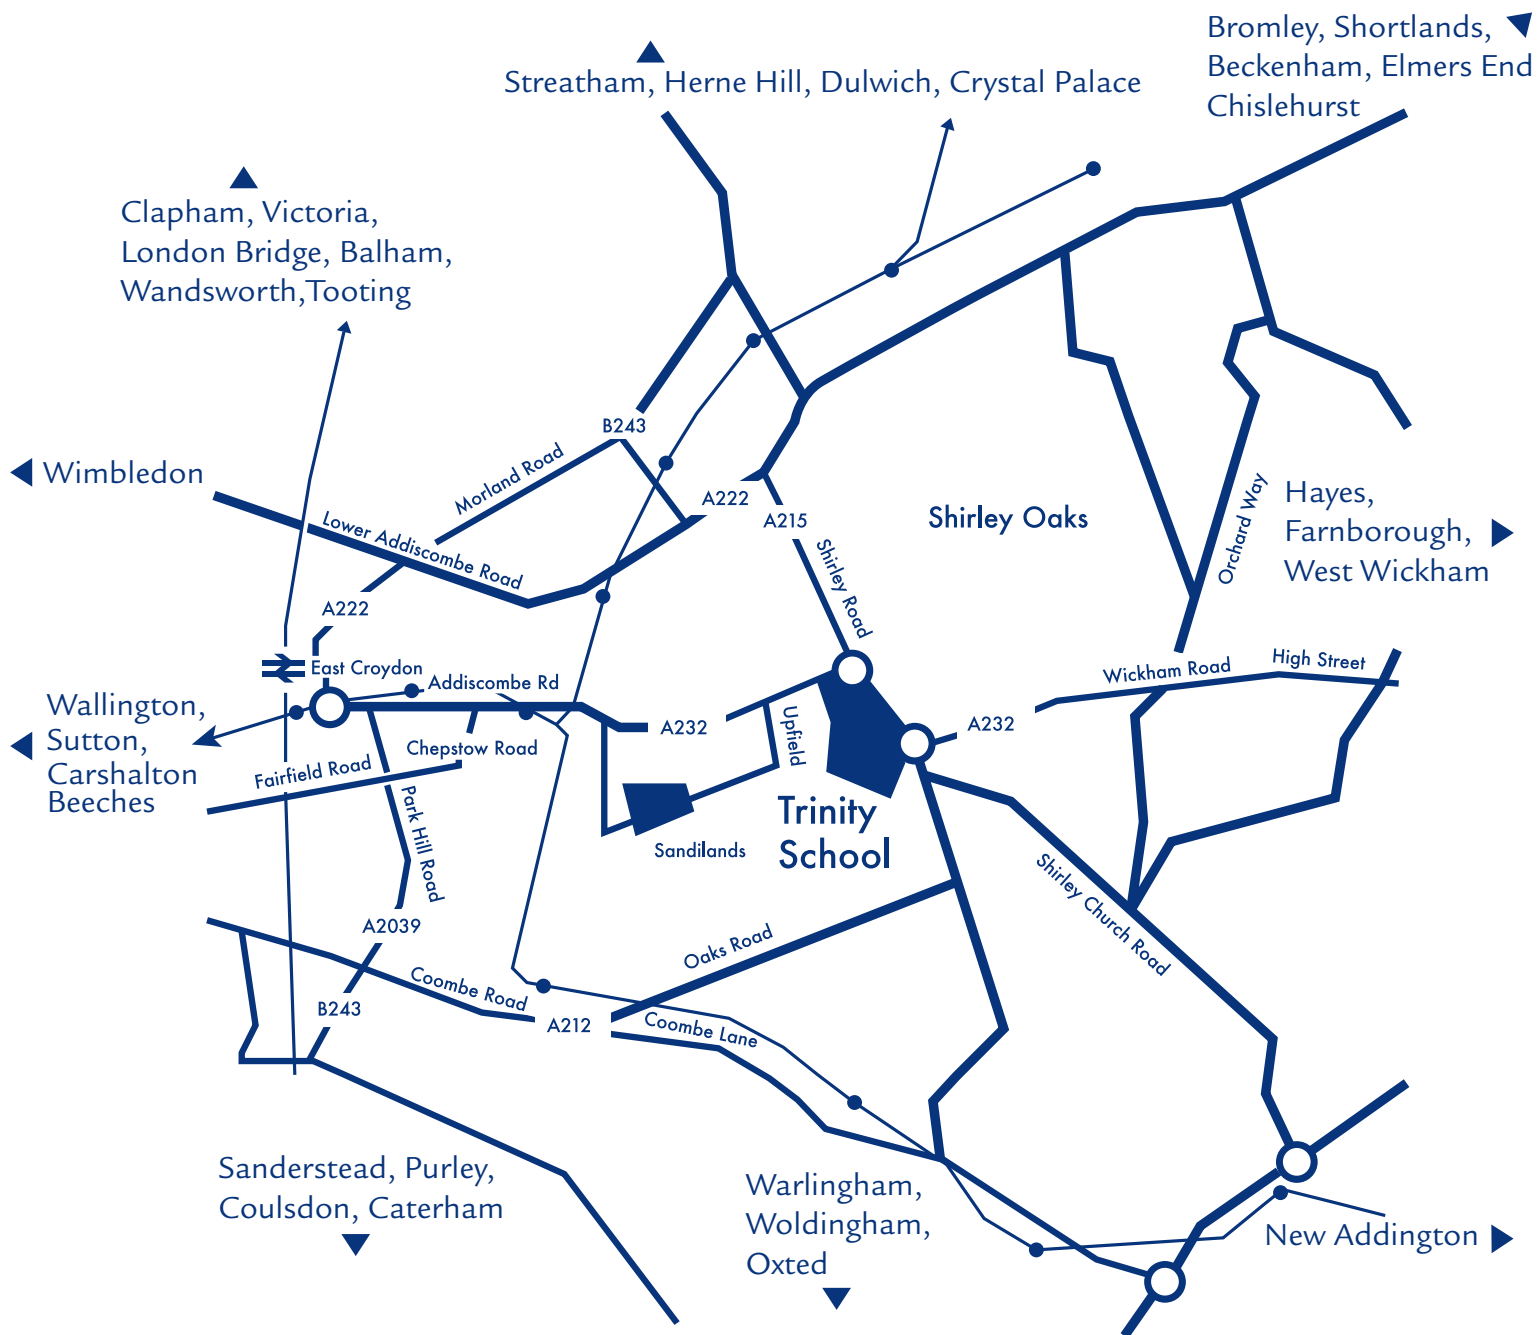 Bromley, Shortlands,
Beckenham, Elmers End
Chislehurst
Streatham, Herne Hill, Dulwich, Crystal Palace
Clapham, Victoria,
London Bridge, Balham,
Wandsworth,Tooting
B243
Morland Road
Wimbledon
Lower Addiscombe Road
A222
A215
Shirley Road
Shirley Oaks
Orchard Way
Hayes,
Farnborough,
West Wickham
A222
East Croydon
Addiscombe Rd
Wickham Road
High Street
Wallington,
Sutton,
Carshalton
Beeches
A232
Upfield
A232
Chepstow Road
Fairfield Road
Park Hill Road
Trinity
School
Sandilands
Shirley Church Road
A2039
Oaks Road
Coombe Road
B243
A212
Coombe Lane
Sanderstead, Purley,
Coulsdon, Caterham
Warlingham,
Woldingham,
Oxted
New Addington